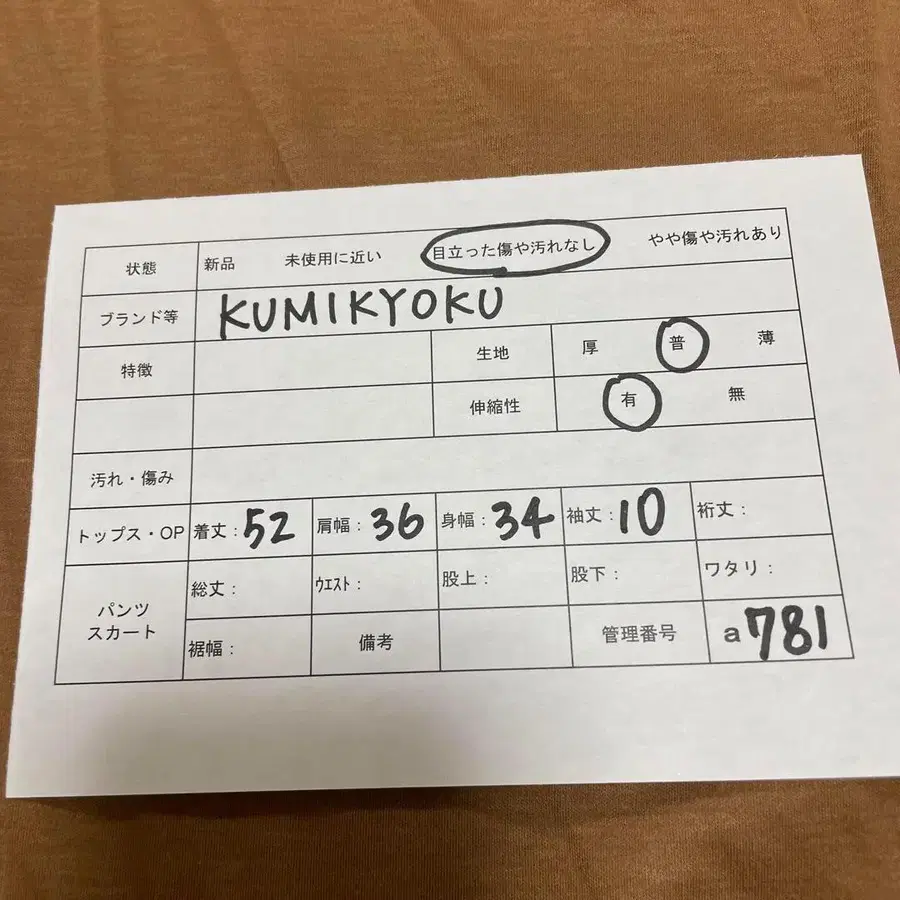 状態 新品 未使用に近い 目立った傷や汚れなし やや傷や汚れあり
ブランド等 KUMIKYOKU
特徴 生地 厚 普 薄
伸縮性 有 無
汚れ・傷み
トップス・OP 着丈：52 肩幅：36 身幅：34 袖丈：10 裄丈：
パンツ スカート 総丈： ｳｴｽﾄ： 股上： 股下： ワタリ：
裾幅： 備考 管理番号 a781